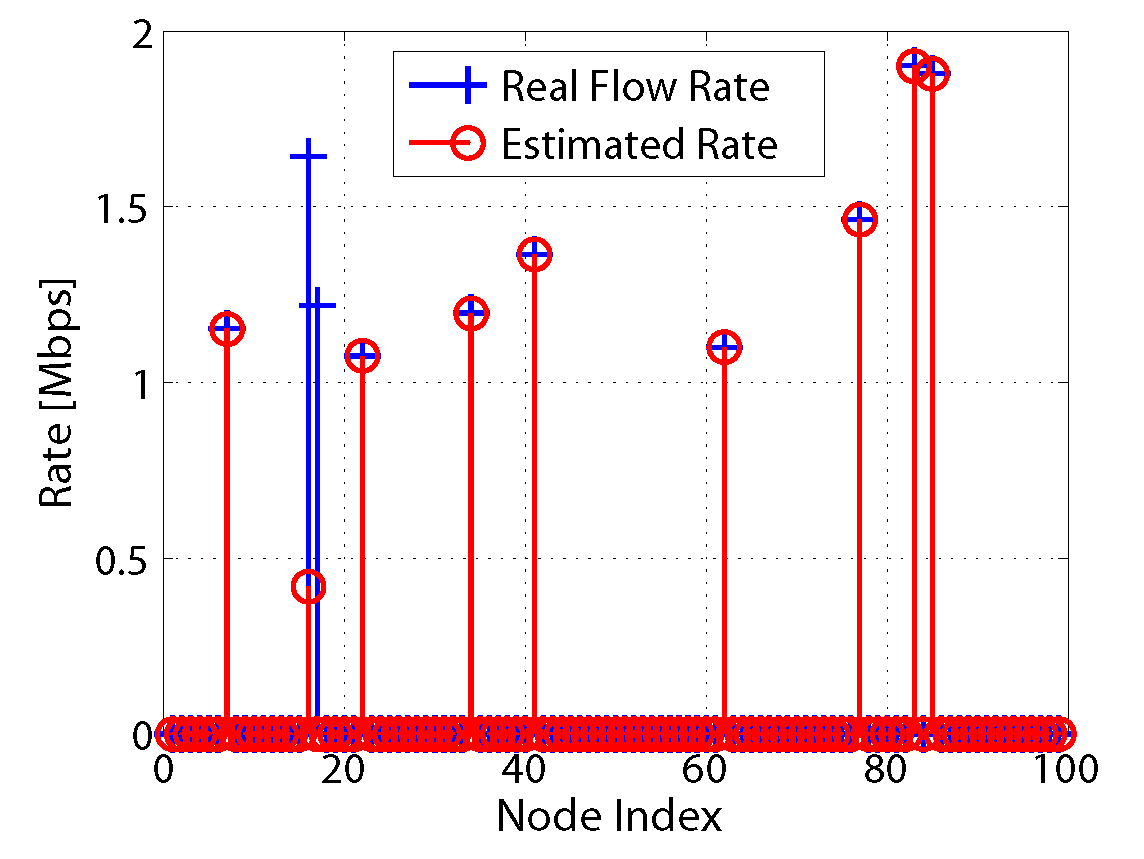 2
1.5
1
0.5
0
Rate [Mbps]
Real Flow Rate
Estimated Rate
0 20 40 60 80 100
Node Index